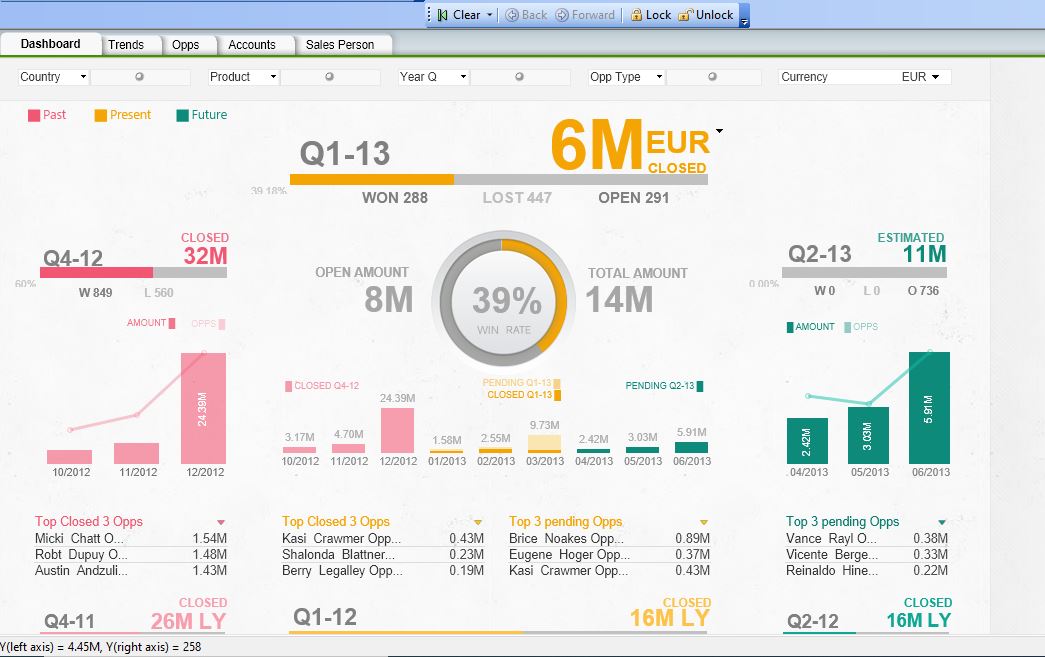 Clear Back Forward Lock Unlock
Dashboard Trends Opps Accounts Sales Person
Country Product Year Q Opp Type Currency EUR
Past Present Future
Q1-13 6M EUR CLOSED
39.18%
WON 288 LOST 447 OPEN 291
CLOSED
Q4-12 32M
60%
W 849 L 560
AMOUNT OPPS
24.39M
10/2012 11/2012 12/2012
OPEN AMOUNT
8M
39%
WIN RATE
TOTAL AMOUNT
14M
ESTIMATED
Q2-13 11M
0.00%
W 0 L 0 O 736
AMOUNT OPPS
2.42M 3.03M 5.91M
04/2013 05/2013 06/2013
CLOSED Q4-12
PENDING Q1-13
CLOSED Q1-13
PENDING Q2-13
3.17M 4.70M 24.39M 1.58M 2.55M 9.73M 2.42M 3.03M 5.91M
10/2012 11/2012 12/2012 01/2013 02/2013 03/2013 04/2013 05/2013 06/2013
Top Closed 3 Opps
Micki Chatt O... 1.54M
Robt Dupuy O... 1.48M
Austin Andzuli... 1.43M
Top Closed 3 Opps
Kasi Crawmer Opp... 0.43M
Shalonda Blattner... 0.23M
Berry Legalley Opp... 0.19M
Top 3 pending Opps
Brice Noakes Opp... 0.89M
Eugene Hoger Opp... 0.37M
Kasi Crawmer Opp... 0.43M
Top 3 pending Opps
Vance Rayl O... 0.38M
Vicente Berge... 0.33M
Reinaldo Hine... 0.22M
CLOSED
Q4-11 26M LY
CLOSED
Q1-12 16M LY
CLOSED
Q2-12 16M LY
Y(left axis) = 4.45M, Y(right axis) = 258